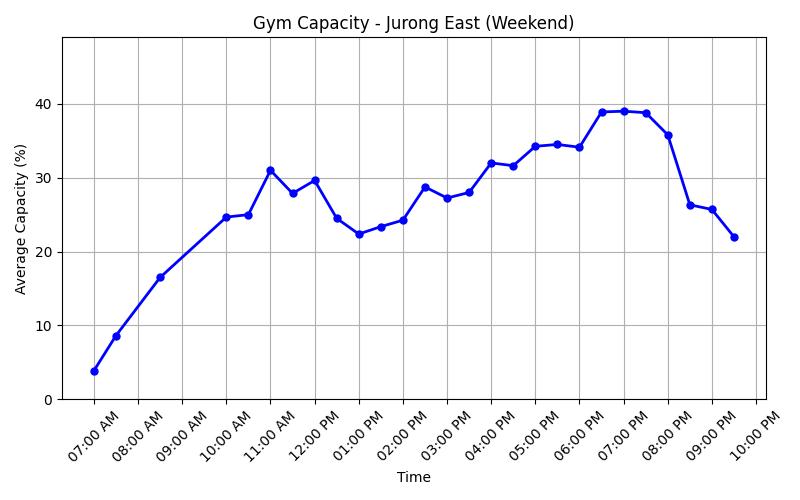 Gym Capacity - Jurong East (Weekend)
Average Capacity (%)
40
30
20
10
0
07:00 AM
08:00 AM
09:00 AM
10:00 AM
11:00 AM
12:00 PM
01:00 PM
02:00 PM
03:00 PM
04:00 PM
05:00 PM
06:00 PM
07:00 PM
08:00 PM
09:00 PM
10:00 PM
Time